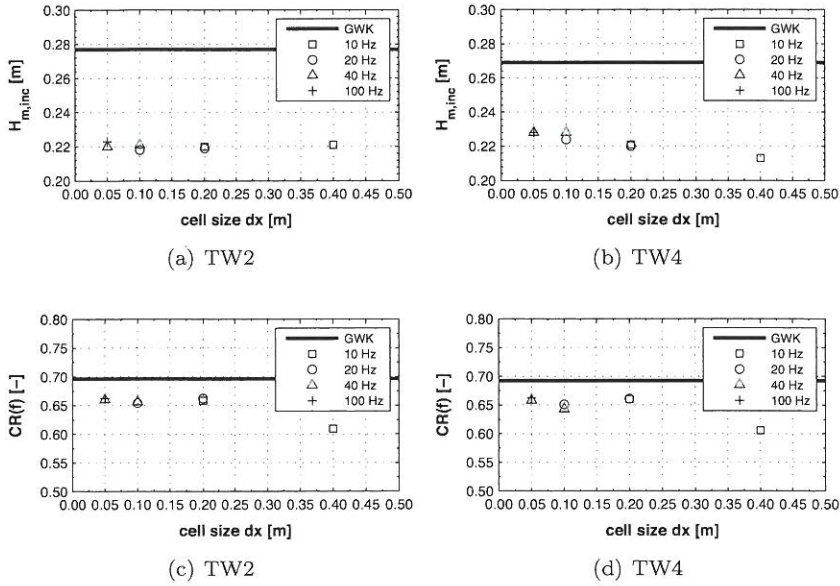 H_m,inc [m]
0.30
0.28
0.26
0.24
0.22
0.20
0.00 0.05 0.10 0.15 0.20 0.25 0.30 0.35 0.40 0.45 0.50
cell size dx [m]
GWK
10 Hz
20 Hz
40 Hz
100 Hz
(a) TW2
H_m,inc [m]
0.30
0.28
0.26
0.24
0.22
0.20
0.00 0.05 0.10 0.15 0.20 0.25 0.30 0.35 0.40 0.45 0.50
cell size dx [m]
GWK
10 Hz
20 Hz
40 Hz
100 Hz
(b) TW4
CR(f) [-]
0.80
0.75
0.70
0.65
0.60
0.55
0.50
0.00 0.05 0.10 0.15 0.20 0.25 0.30 0.35 0.40 0.45 0.50
cell size dx [m]
GWK
10 Hz
20 Hz
40 Hz
100 Hz
(c) TW2
CR(f) [-]
0.80
0.75
0.70
0.65
0.60
0.55
0.50
0.00 0.05 0.10 0.15 0.20 0.25 0.30 0.35 0.40 0.45 0.50
cell size dx [m]
GWK
10 Hz
20 Hz
40 Hz
100 Hz
(d) TW4